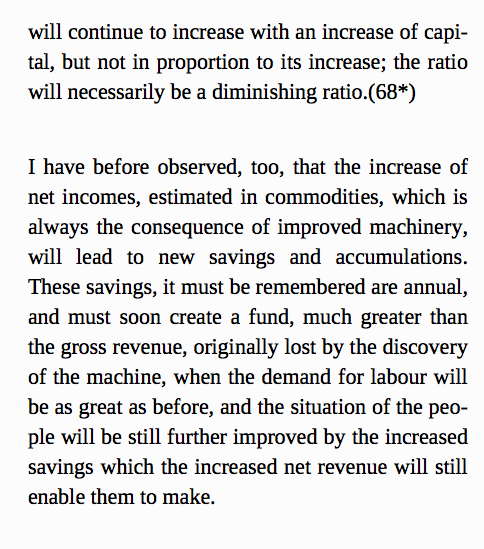 will continue to increase with an increase of capi-
tal, but not in proportion to its increase; the ratio
will necessarily be a diminishing ratio.(68*)
I have before observed, too, that the increase of
net incomes, estimated in commodities, which is
always the consequence of improved machinery,
will lead to new savings and accumulations.
These savings, it must be remembered are annual,
and must soon create a fund, much greater than
the gross revenue, originally lost by the discovery
of the machine, when the demand for labour will
be as great as before, and the situation of the peo-
ple will be still further improved by the increased
savings which the increased net revenue will still
enable them to make.